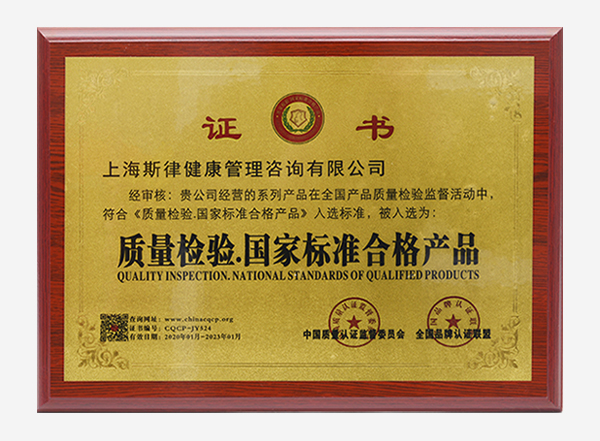 证书
上海斯律健康管理咨询有限公司
经审核：贵公司经营的系列产品在全国产品质量检验监督活动中，
符合《质量检验.国家标准合格产品》入选标准，被入选为：
质量检验.国家标准合格产品
QUALITY INSPECTION. NATIONAL STANDARDS OF QUALIFIED PRODUCTS
查询网址：www.chinacqcp.org
证书编号：CQCP-JY524
有效日期：2020年01月-2023年01月
中国质量认证监督委员会
全国品牌认证联盟